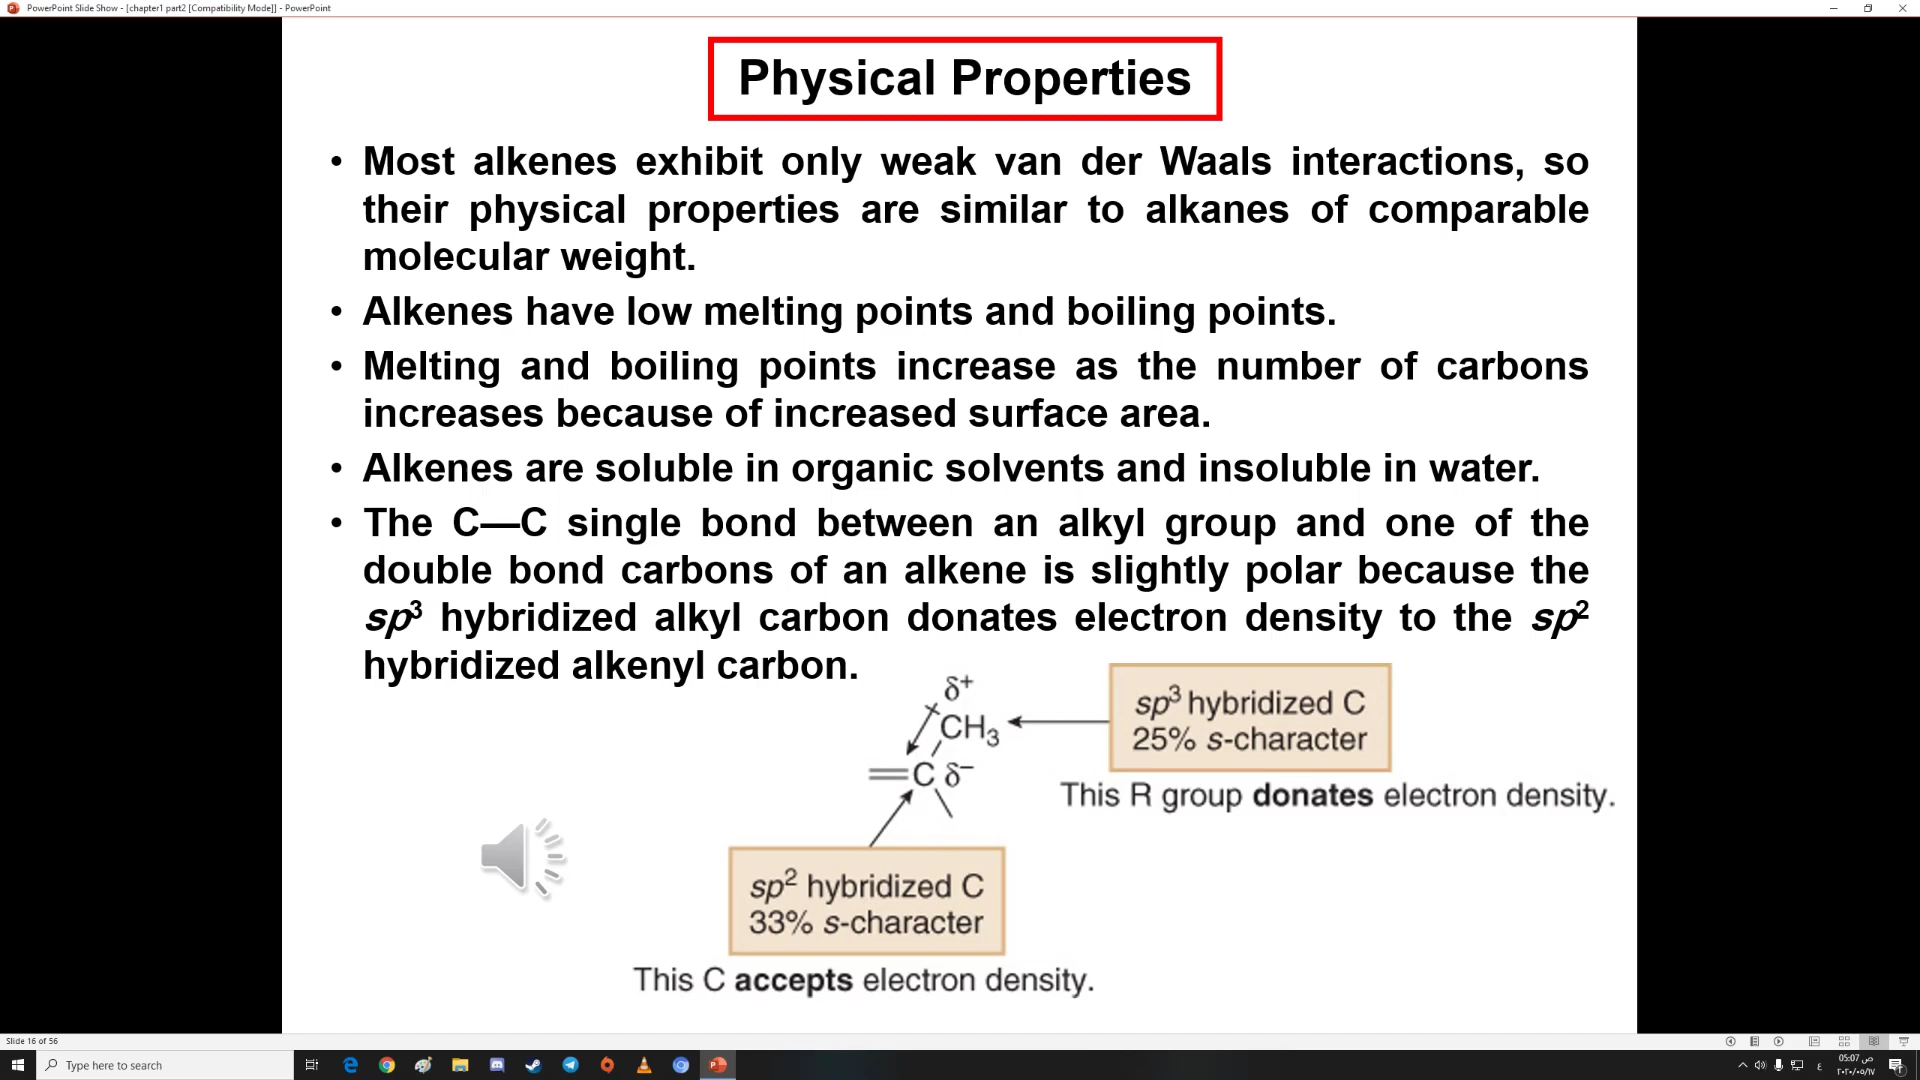 PowerPoint Slide Show - [chapter1 part2 [Compatibility Mode]] - PowerPoint
Physical Properties
• Most alkenes exhibit only weak van der Waals interactions, so
their physical properties are similar to alkanes of comparable
molecular weight.
• Alkenes have low melting points and boiling points.
• Melting and boiling points increase as the number of carbons
increases because of increased surface area.
• Alkenes are soluble in organic solvents and insoluble in water.
• The C—C single bond between an alkyl group and one of the
double bond carbons of an alkene is slightly polar because the
sp³ hybridized alkyl carbon donates electron density to the sp²
hybridized alkenyl carbon.
δ+
CH₃
C δ−
sp³ hybridized C
25% s-character
This R group donates electron density.
sp² hybridized C
33% s-character
This C accepts electron density.
Slide 16 of 56
Type here to search
05:07 ص
ع
٢٠٢٠/٠٥/١٧